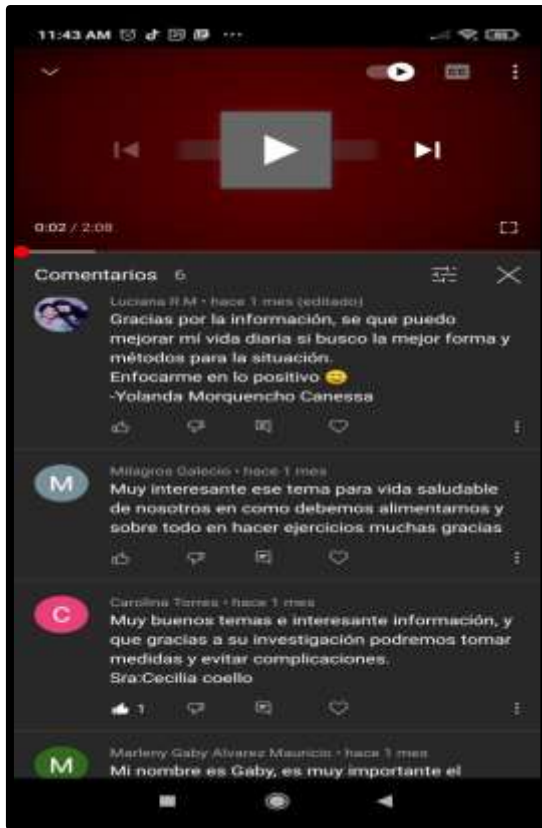 11:43 AM
0:02 / 2:08
Comentarios 6
Luciana R M • hace 1 mes (editado)
Gracias por la información, se que puedo
mejorar mi vida diaria si busco la mejor forma y
métodos para la situación.
Enfocarme en lo positivo 😊
-Yolanda Morquencho Canessa
M
Milagros Galecio • hace 1 mes
Muy interesante ese tema para vida saludable
de nosotros en como debemos alimentarnos y
sobre todo en hacer ejercicios muchas gracias
C
Carolina Torres • hace 1 mes
Muy buenos temas e interesante información, y
que gracias a su investigación podremos tomar
medidas y evitar complicaciones.
Sra:Cecilia coello
1
M
Marleny Gaby Alvarez Mauricio • hace 1 mes
Mi nombre es Gaby, es muy importante el